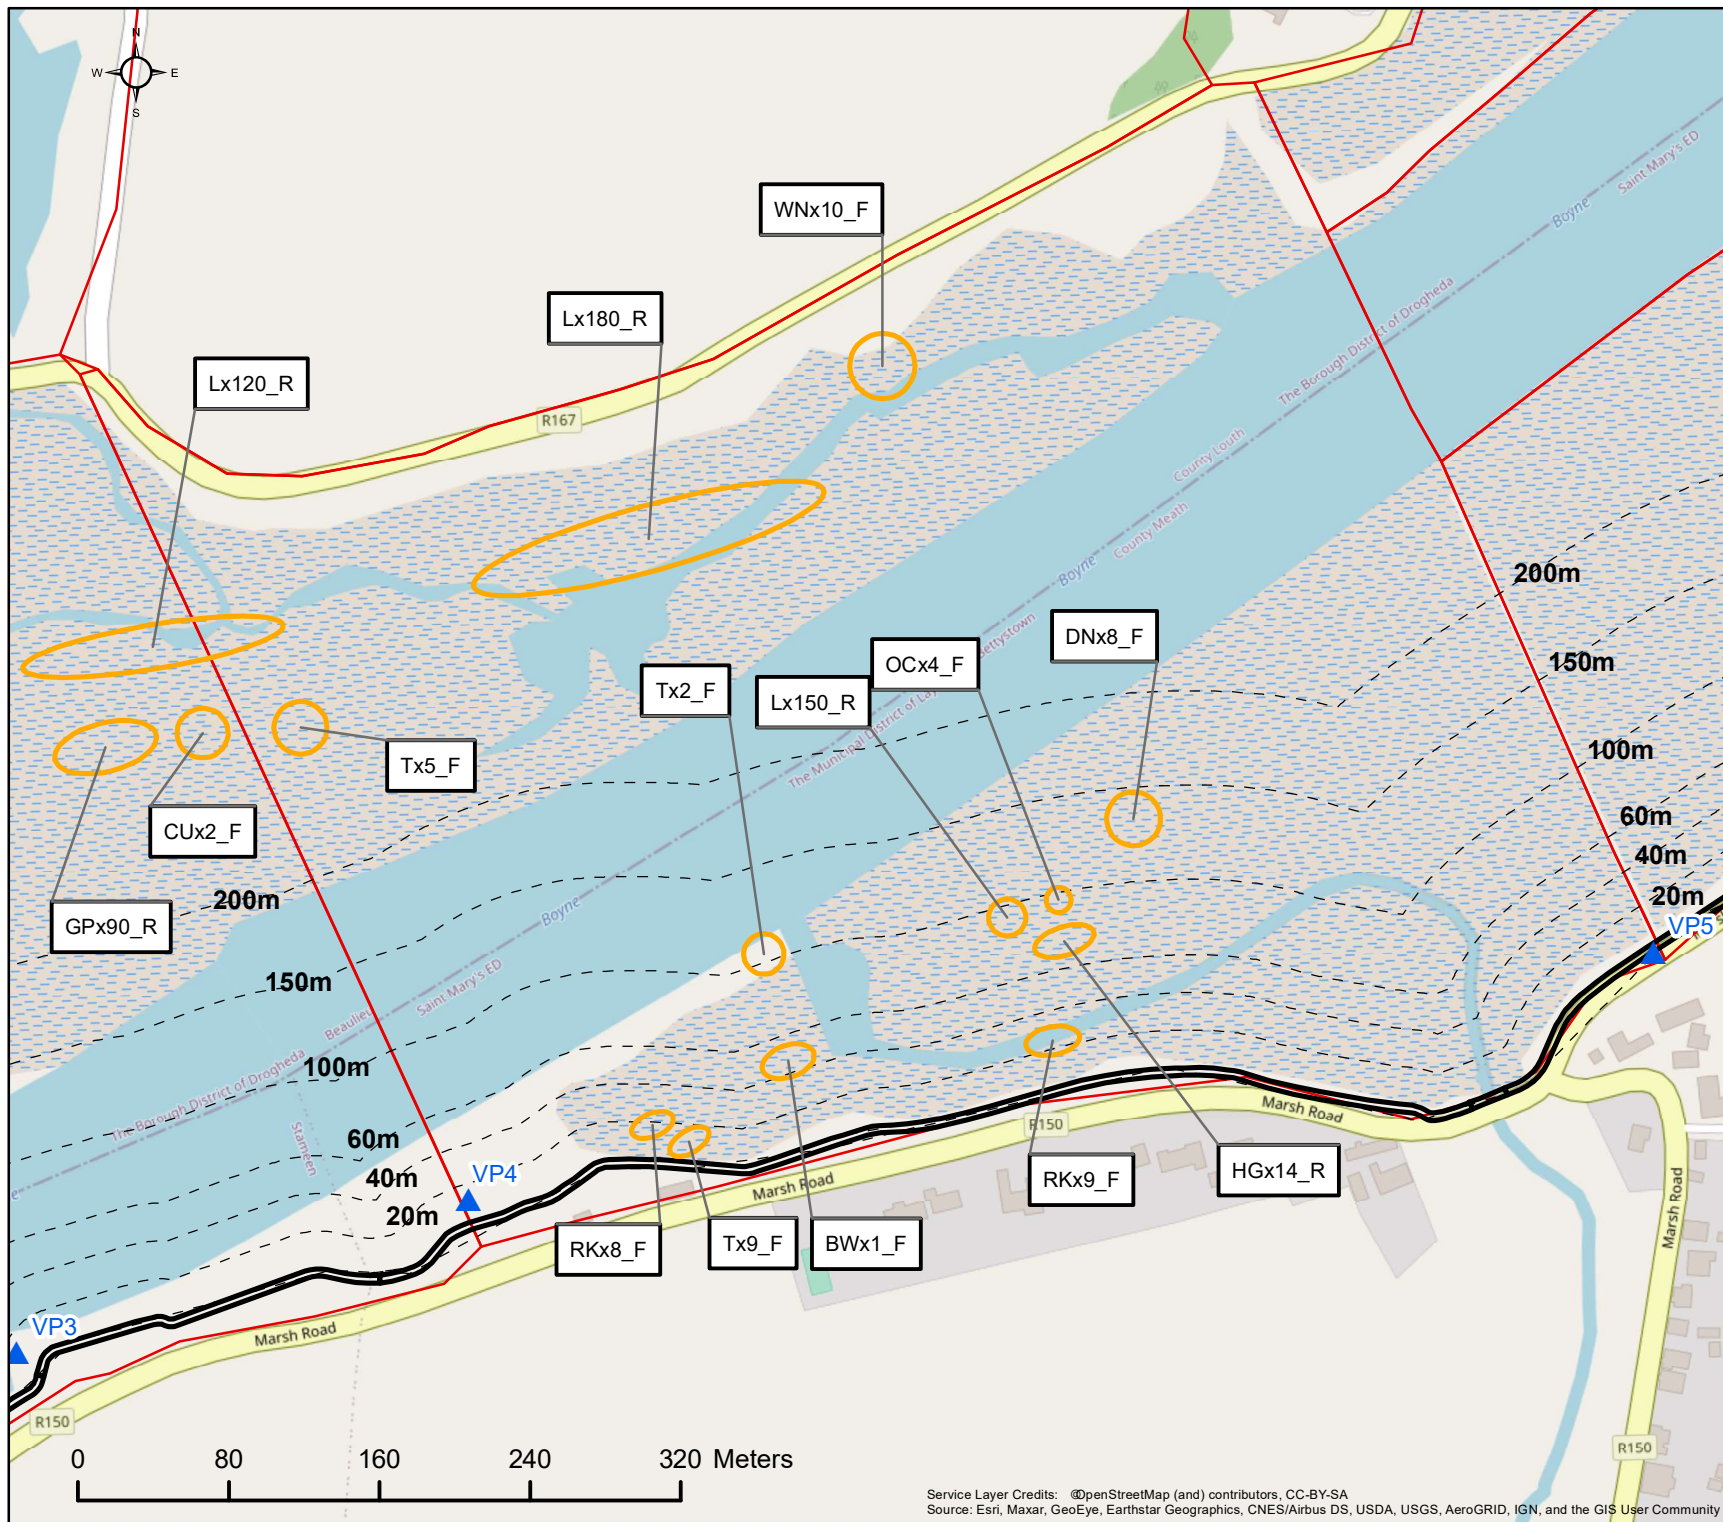 N
W E
S
WNx10_F
Lx180_R
Lx120_R
R167
Saint Mary's ED
Boyne
The Borough District of Drogheda
County Louth
County Meath
Boyne
Bettystown
The Municipal District of Lay
200m
150m
100m
60m
40m
20m
DNx8_F
OCx4_F
Tx2_F
Lx150_R
Tx5_F
CUx2_F
GPx90_R
200m
150m
100m
60m
40m
20m
Boyne
Saint Mary's ED
Beaulieu
The Borough District of Drogheda
Stameen
VP5
VP4
VP3
Marsh Road
R150
Marsh Road
Marsh Road
Marsh Road
R150
R150
RKx9_F
HGx14_R
RKx8_F
Tx9_F
BWx1_F
0 80 160 240 320 Meters
Service Layer Credits: ©OpenStreetMap (and) contributors, CC-BY-SA
Source: Esri, Maxar, GeoEye, Earthstar Geographics, CNES/Airbus DS, USDA, USGS, AeroGRID, IGN, and the GIS User Community